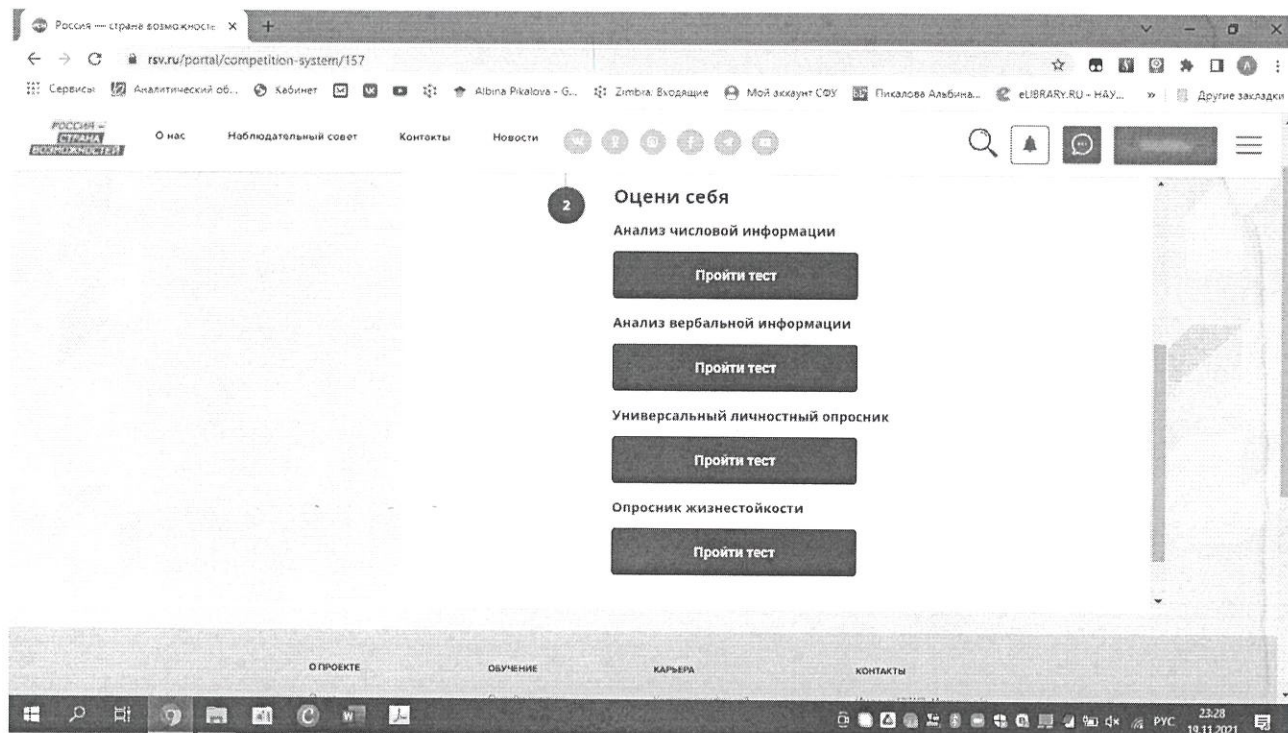 Россия — страна возможносте
rsv.ru/portal/competition-system/157
Сервисы Аналитический об... Кабинет Albina Pikalova - G... Zimbra: Входящие Мой аккаунт СФУ Пикалова Альбина... eLIBRARY.RU - НАУ... » Другие закладки
РОССИЯ –
СТРАНА
ВОЗМОЖНОСТЕЙ
О нас Наблюдательный совет Контакты Новости
2 Оцени себя
Анализ числовой информации
Пройти тест
Анализ вербальной информации
Пройти тест
Универсальный личностный опросник
Пройти тест
Опросник жизнестойкости
Пройти тест
О ПРОЕКТЕ ОБУЧЕНИЕ КАРЬЕРА КОНТАКТЫ
РУС 23:28
19.11.2021